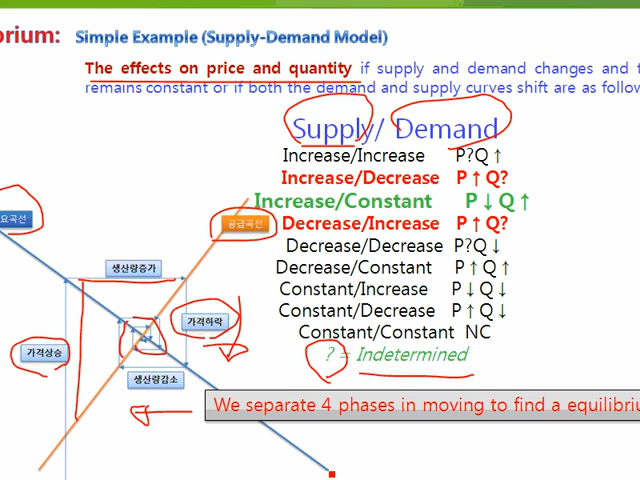 rium:
Simple Example (Supply-Demand Model)
The effects on price and quantity if supply and demand changes and t
remains constant or if both the demand and supply curves shift are as follow
Supply/ Demand
Increase/Increase P?Q↑
Increase/Decrease P↑Q?
Increase/Constant P↓Q↑
Decrease/Increase P↑Q?
Decrease/Decrease P?Q↓
Decrease/Constant P↑Q↑
Constant/Increase P↓Q↓
Constant/Decrease P↑Q↓
Constant/Constant NC
? = Indetermined
요곡선
공급곡선
생산량증가
가격하락
가격상승
생산량감소
We separate 4 phases in moving to find a equilibriu